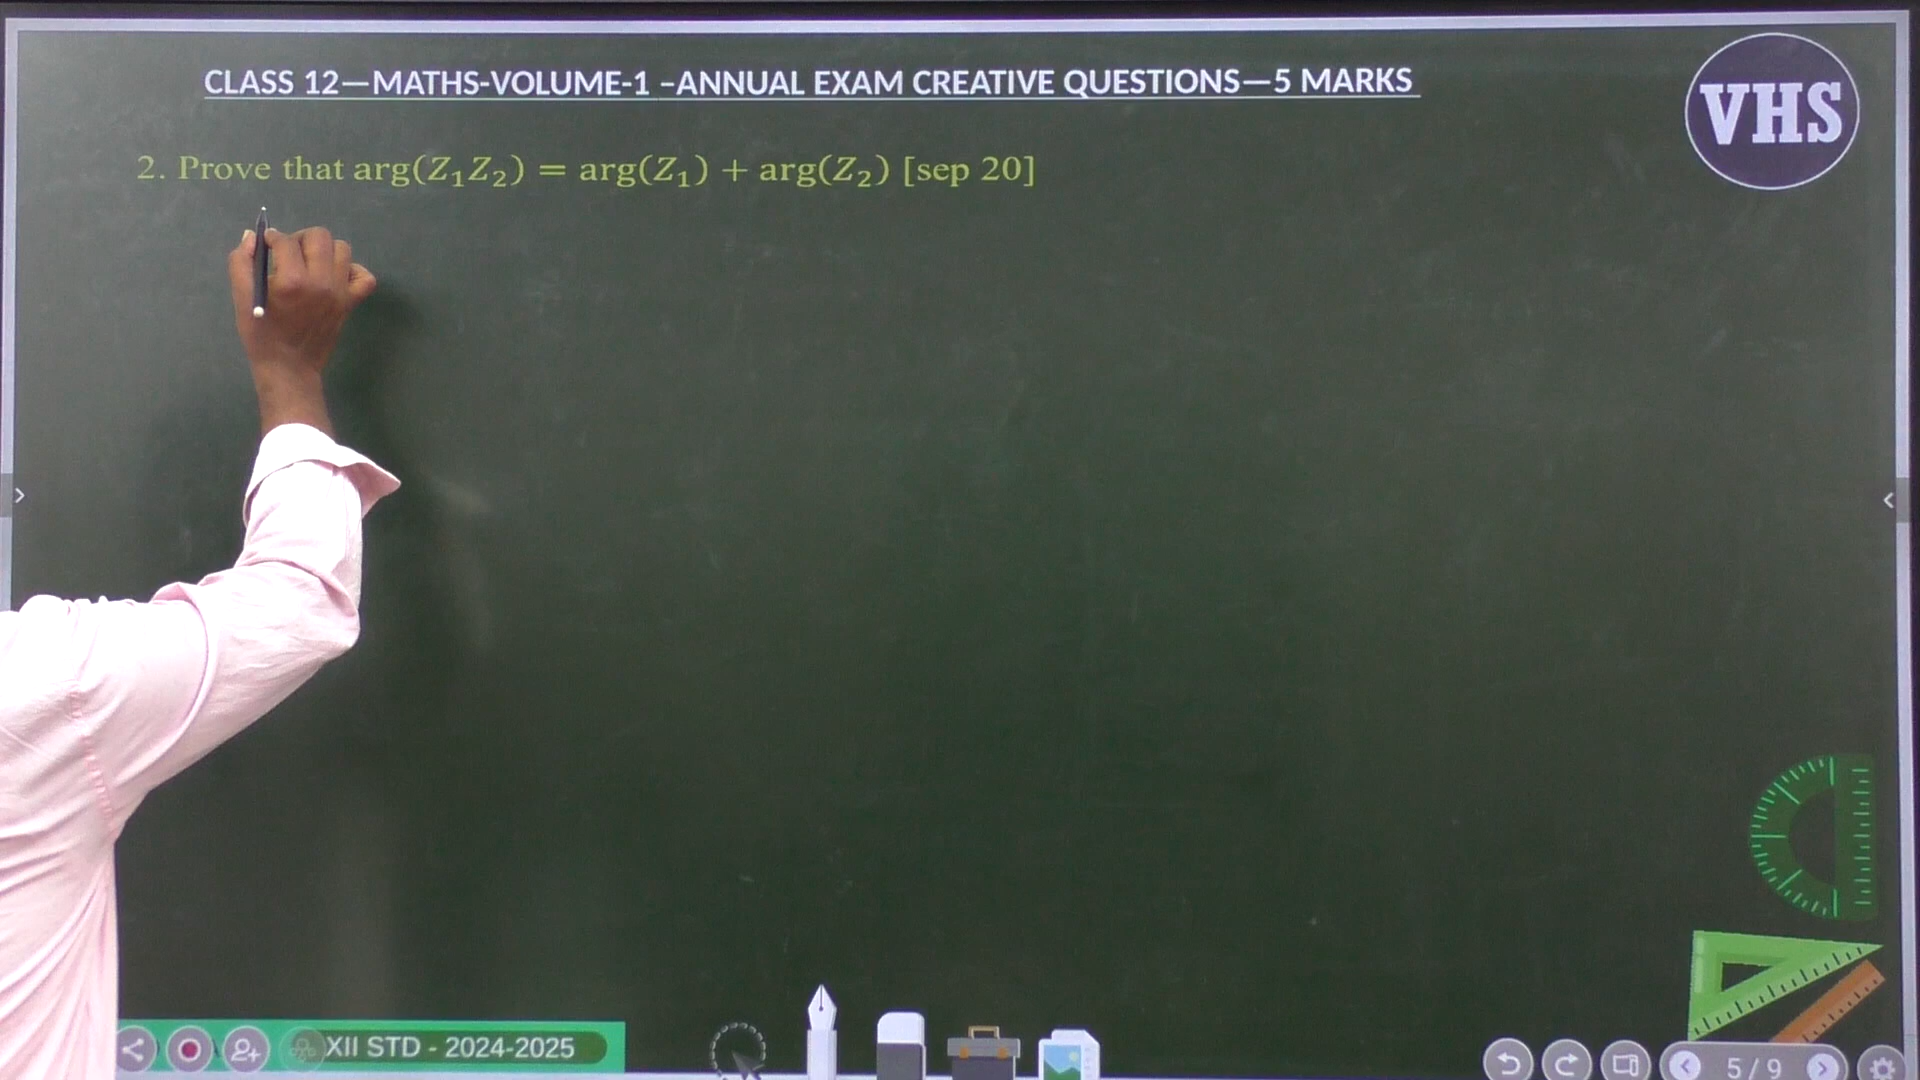 CLASS 12—MATHS-VOLUME-1 –ANNUAL EXAM CREATIVE QUESTIONS—5 MARKS
VHS
2. Prove that arg(Z₁Z₂) = arg(Z₁) + arg(Z₂) [sep 20]
XII STD - 2024-2025
5/9